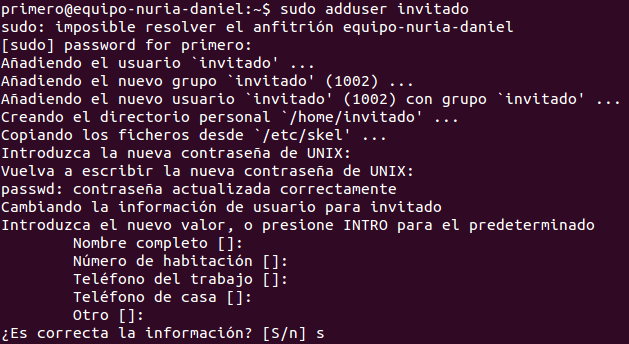 primero@equipo-nuria-daniel:~$ sudo adduser invitado
sudo: imposible resolver el anfitrión equipo-nuria-daniel
[sudo] password for primero:
Añadiendo el usuario `invitado' ...
Añadiendo el nuevo grupo `invitado' (1002) ...
Añadiendo el nuevo usuario `invitado' (1002) con grupo `invitado' ...
Creando el directorio personal `/home/invitado' ...
Copiando los ficheros desde `/etc/skel' ...
Introduzca la nueva contraseña de UNIX:
Vuelva a escribir la nueva contraseña de UNIX:
passwd: contraseña actualizada correctamente
Cambiando la información de usuario para invitado
Introduzca el nuevo valor, o presione INTRO para el predeterminado
Nombre completo []:
Número de habitación []:
Teléfono del trabajo []:
Teléfono de casa []:
Otro []:
¿Es correcta la información? [S/n] s